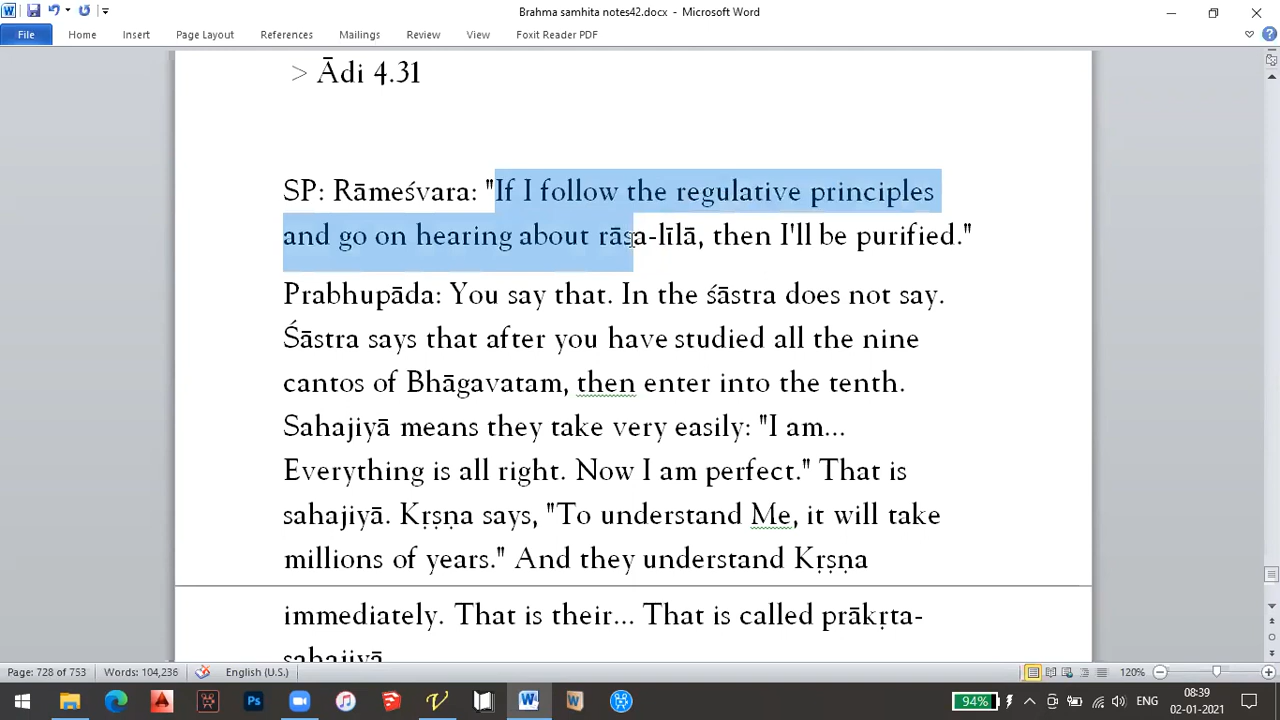 Brahma samhita notes42.docx - Microsoft Word
File Home Insert Page Layout References Mailings Review View Foxit Reader PDF
> Ādi 4.31
SP: Rāmeśvara: "If I follow the regulative principles
and go on hearing about rāsa-līlā, then I'll be purified."
Prabhupāda: You say that. In the śāstra does not say.
Śāstra says that after you have studied all the nine
cantos of Bhāgavatam, then enter into the tenth.
Sahajiyā means they take very easily: "I am...
Everything is all right. Now I am perfect." That is
sahajiyā. Kṛṣṇa says, "To understand Me, it will take
millions of years." And they understand Kṛṣṇa
immediately. That is their... That is called prākṛta-
sahajiyā
Page: 728 of 753 Words: 104,236 English (U.S.) 120%
94% ENG 08:39
02-01-2021